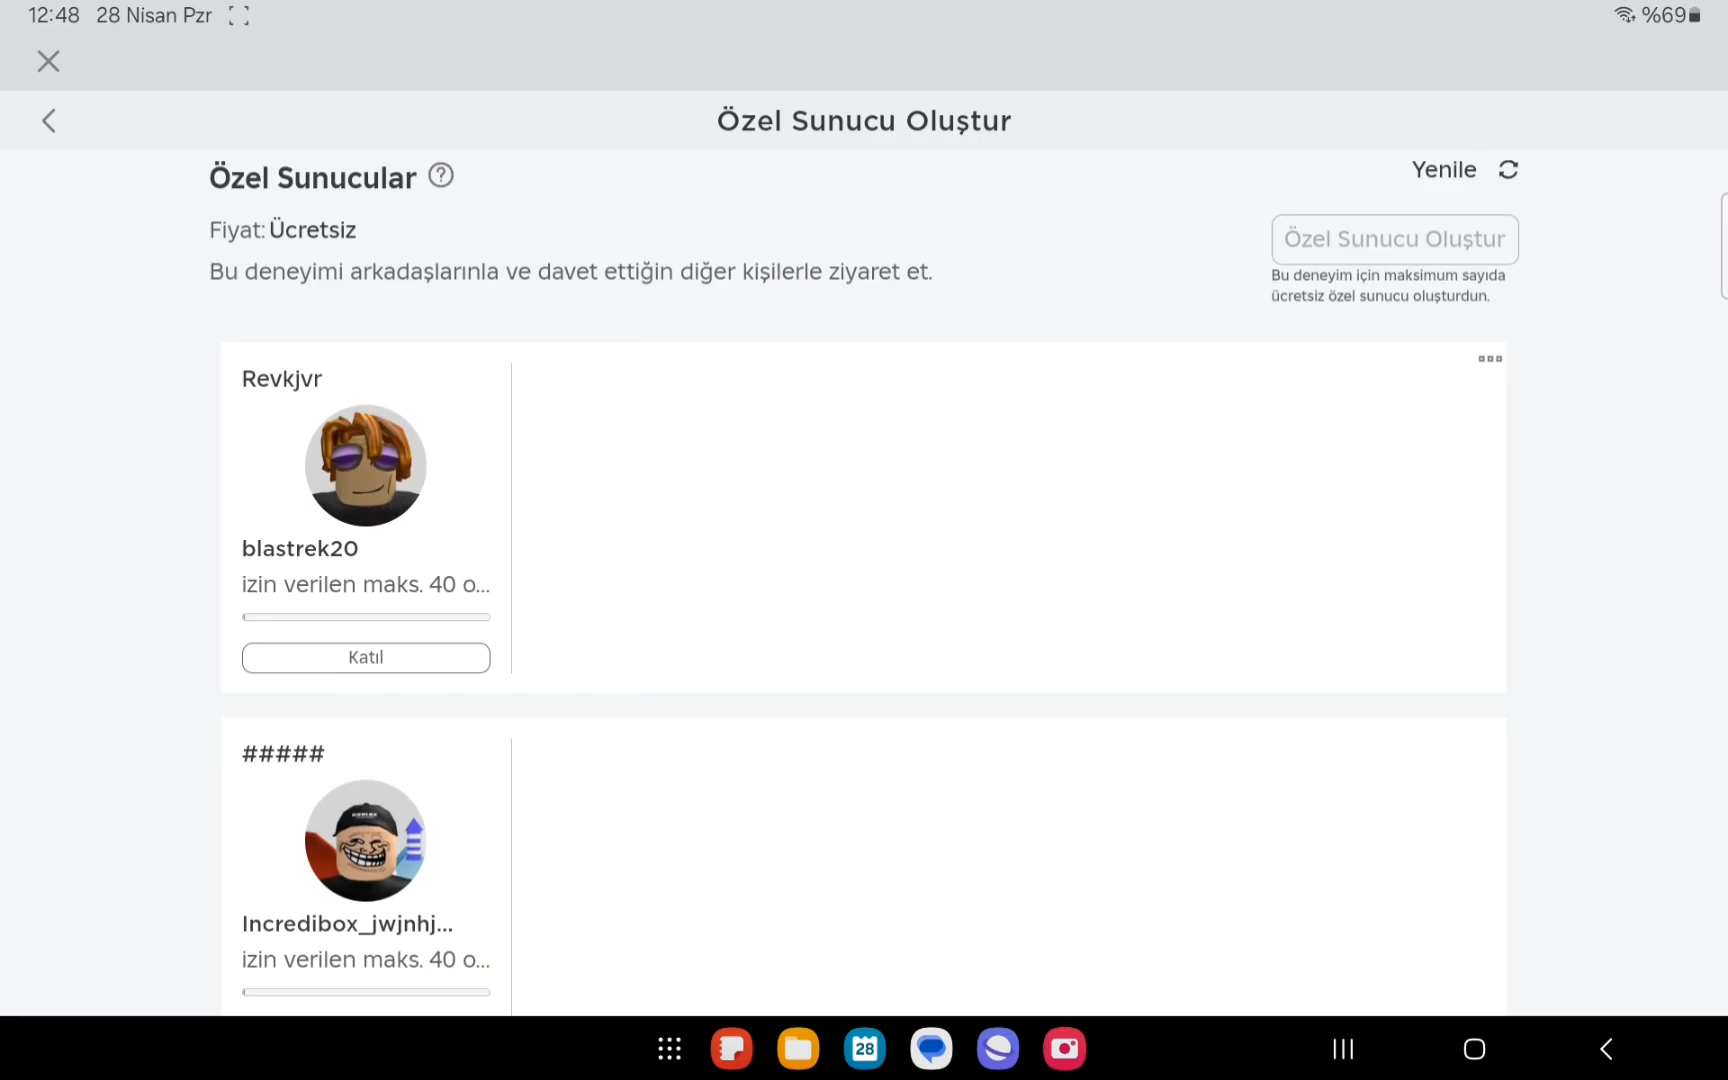 12:48 28 Nisan Pzr %69
Özel Sunucu Oluştur
Özel Sunucular
Yenile
Fiyat: Ücretsiz
Özel Sunucu Oluştur
Bu deneyimi arkadaşlarınla ve davet ettiğin diğer kişilerle ziyaret et.
Bu deneyim için maksimum sayıda
ücretsiz özel sunucu oluşturdun.
Revkjvr
blastrek20
izin verilen maks. 40 o...
Katıl
#####
Incredibox_jwjnhj...
izin verilen maks. 40 o...
28